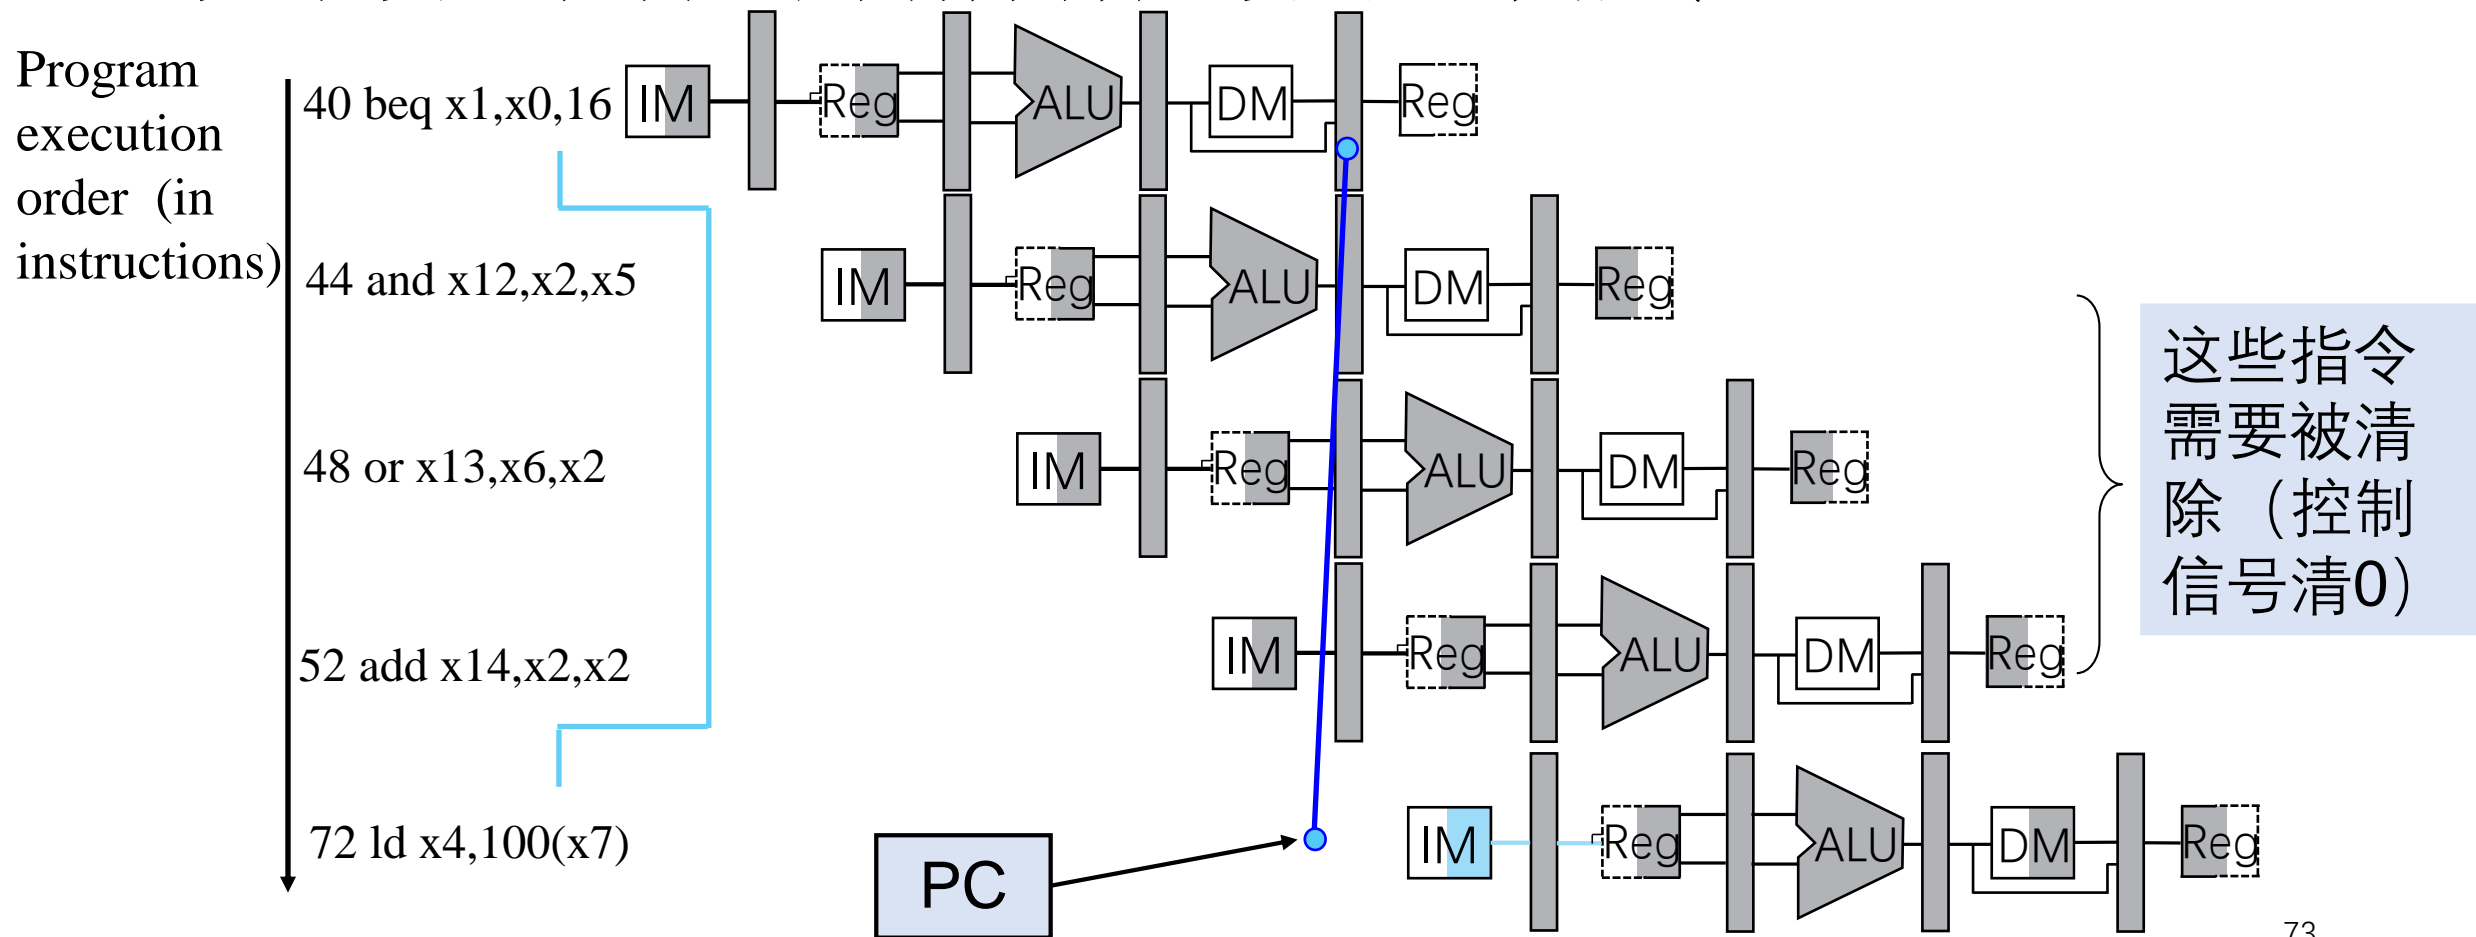 Program
execution
order (in
instructions)
40 beq x1,x0,16
IM
Reg
ALU
DM
Reg
44 and x12,x2,x5
IM
Reg
ALU
DM
Reg
48 or x13,x6,x2
IM
Reg
ALU
DM
Reg
52 add x14,x2,x2
IM
Reg
ALU
DM
Reg
72 ld x4,100(x7)
IM
Reg
ALU
DM
Reg
PC
这些指令
需要被清
除（控制
信号清0）
73